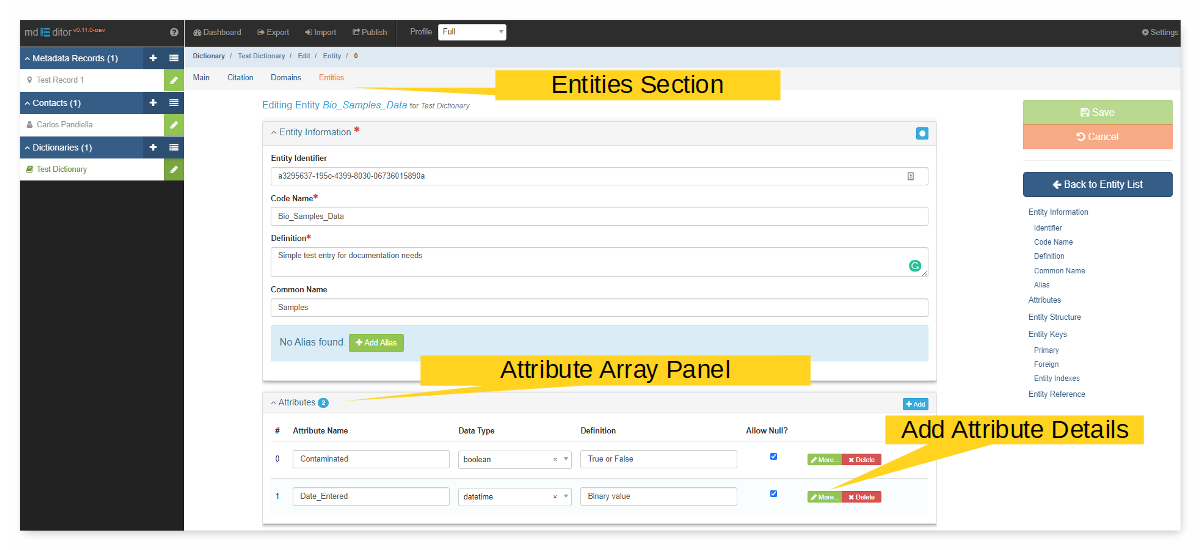 mdEditor v0.11.0-dev
Dashboard Export Import Publish Profile Full Settings
Metadata Records (1)
Test Record 1
Contacts (1)
Carlos Pandiella
Dictionaries (1)
Test Dictionary
Dictionary / Test Dictionary / Edit / Entity / 0
Main Citation Domains Entities
Entities Section
Editing Entity Bio_Samples_Data for Test Dictionary
Entity Information *
Entity Identifier
a3295637-195c-4399-8030-06736015890a
Code Name*
Bio_Samples_Data
Definition*
Simple test entry for documentation needs
Common Name
Samples
No Alias found. + Add Alias
Attribute Array Panel
Attributes 2
+ Add
# Attribute Name Data Type Definition Allow Null?
0 Contaminated boolean × True or False More... Delete
1 Date_Entered datetime × Binary value More... Delete
Add Attribute Details
Save
Cancel
Back to Entity List
Entity Information
Identifier
Code Name
Definition
Common Name
Alias
Attributes
Entity Structure
Entity Keys
Primary
Foreign
Entity Indexes
Entity Reference